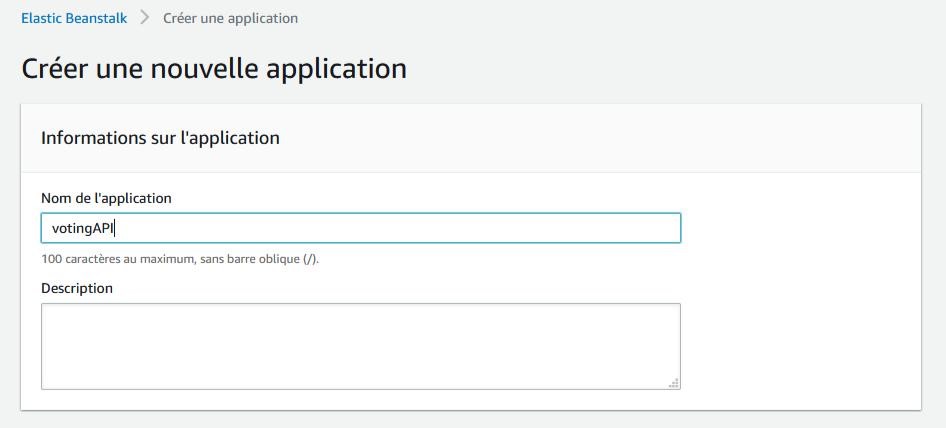 Elastic Beanstalk > Créer une application
Créer une nouvelle application
Informations sur l'application
Nom de l'application
votingAPI
100 caractères au maximum, sans barre oblique (/).
Description